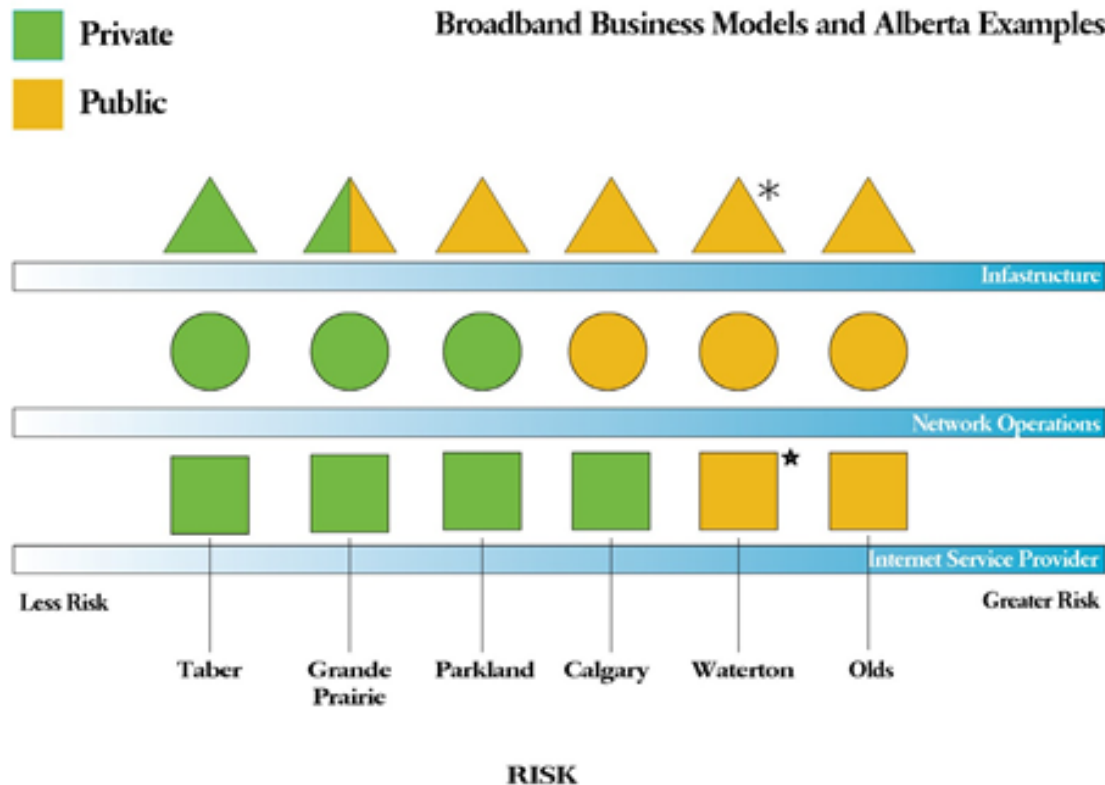 Private
Broadband Business Models and Alberta Examples
Public
*
Infastructure
Network Operations
★
Internet Service Provider
Less Risk
Greater Risk
Taber
Grande
Prairie
Parkland
Calgary
Waterton
Olds
RISK